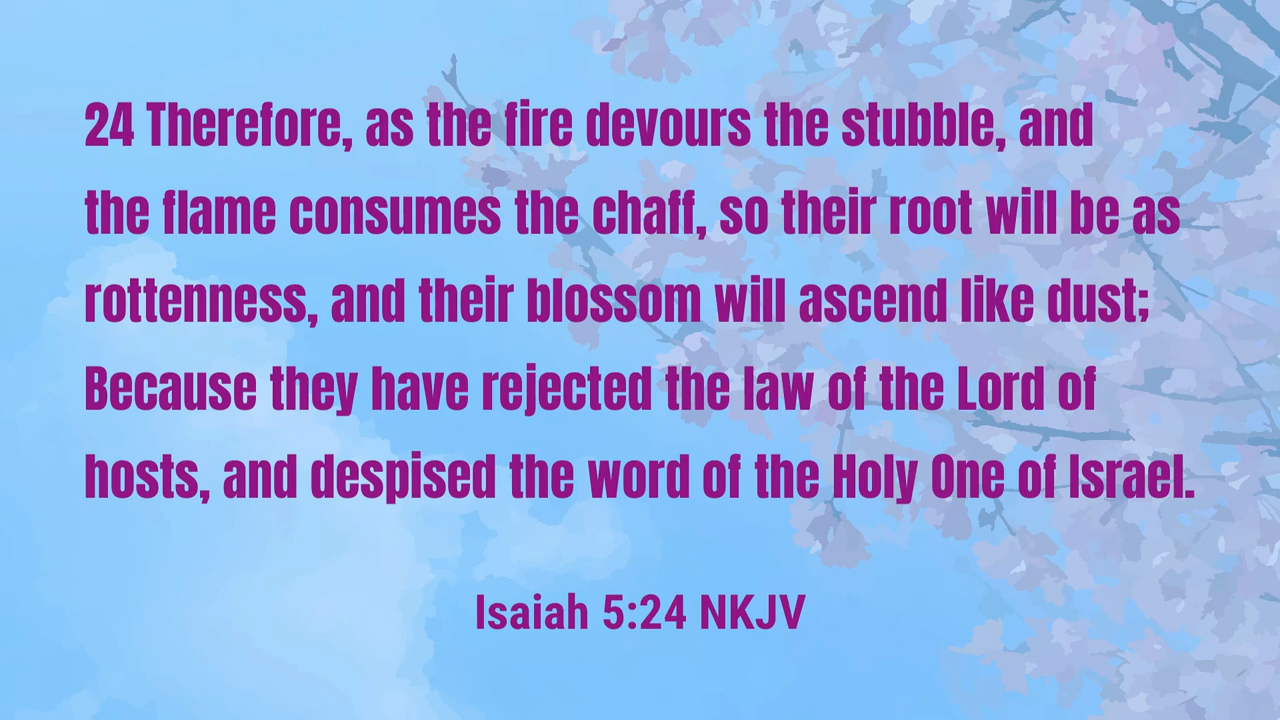 24 Therefore, as the fire devours the stubble, and
the flame consumes the chaff, so their root will be as
rottenness, and their blossom will ascend like dust;
Because they have rejected the law of the Lord of
hosts, and despised the word of the Holy One of Israel.
Isaiah 5:24 NKJV